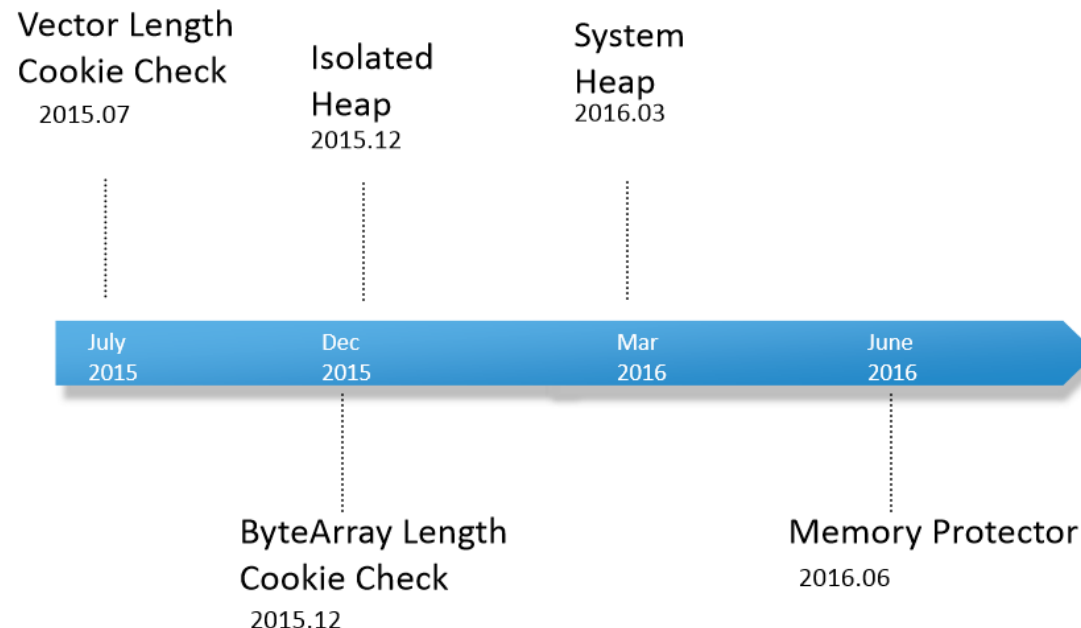 Vector Length
Cookie Check
2015.07
Isolated
Heap
2015.12
System
Heap
2016.03
July
2015
Dec
2015
Mar
2016
June
2016
ByteArray Length
Cookie Check
2015.12
Memory Protector
2016.06